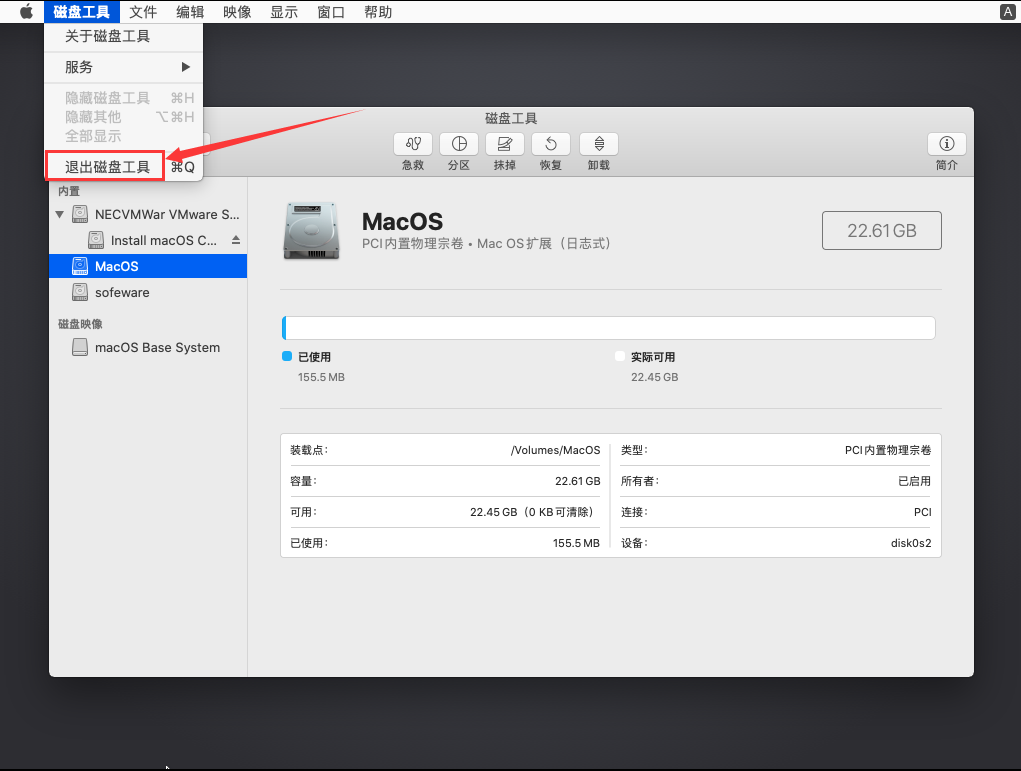 磁盘工具 文件 编辑 映像 显示 窗口 帮助 A
关于磁盘工具
服务
隐藏磁盘工具 ⌘H
隐藏其他 ⌥⌘H
全部显示
退出磁盘工具 ⌘Q
磁盘工具
急救 分区 抹掉 恢复 卸载 简介
内置
NECVMWar VMware S...
Install macOS C...
MacOS
sofeware
磁盘映像
macOS Base System
MacOS
PCI内置物理宗卷 • Mac OS扩展（日志式）
22.61 GB
已使用
155.5 MB
实际可用
22.45 GB
装载点： /Volumes/MacOS
容量： 22.61 GB
可用： 22.45 GB（0 KB可清除）
已使用： 155.5 MB
类型： PCI内置物理宗卷
所有者： 已启用
连接： PCI
设备： disk0s2